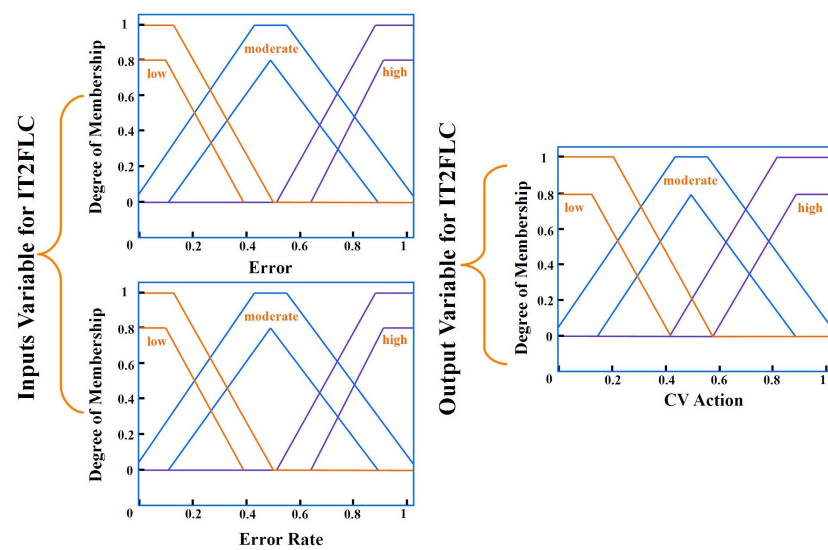 Inputs Variable for IT2FLC
Degree of Membership
1
0.8
0.6
0.4
0.2
0
low
moderate
high
0 0.2 0.4 0.6 0.8 1
Error
Degree of Membership
1
0.8
0.6
0.4
0.2
0
low
moderate
high
0 0.2 0.4 0.6 0.8 1
Error Rate
Output Variable for IT2FLC
Degree of Membership
1
0.8
0.6
0.4
0.2
0
low
moderate
high
0 0.2 0.4 0.6 0.8 1
CV Action